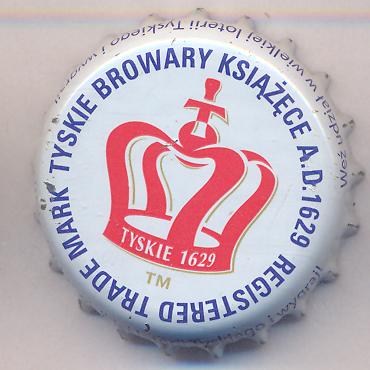 TYSKIE BROWARY KSIĄŻĘCE A.D.1629 REGISTERED TRADE MARK
TYSKIE 1629
TM
Weź udział w wielkiej loterii Tyskiego i wygraj!